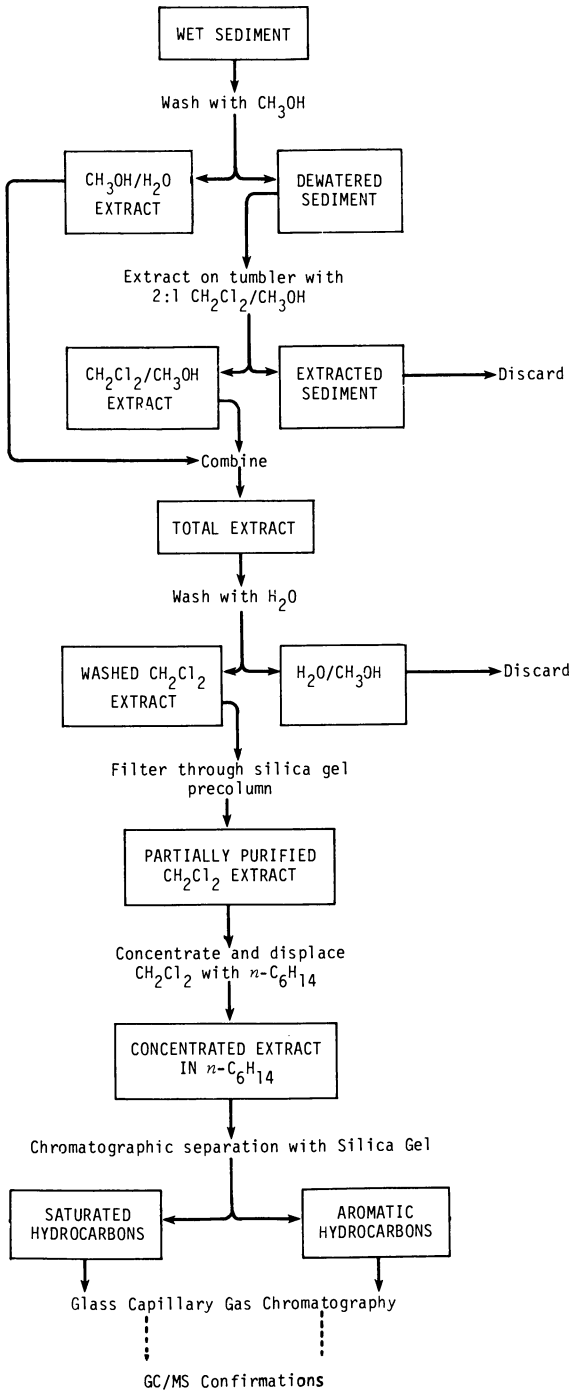 WET SEDIMENT
Wash with CH3OH
CH3OH/H2O
EXTRACT
DEWATERED
SEDIMENT
Extract on tumbler with
2:1 CH2Cl2/CH3OH
CH2Cl2/CH3OH
EXTRACT
EXTRACTED
SEDIMENT
Discard
Combine
TOTAL EXTRACT
Wash with H2O
WASHED CH2Cl2
EXTRACT
H2O/CH3OH
Discard
Filter through silica gel
precolumn
PARTIALLY PURIFIED
CH2Cl2 EXTRACT
Concentrate and displace
CH2Cl2 with n-C6H14
CONCENTRATED EXTRACT
IN n-C6H14
Chromatographic separation with Silica Gel
SATURATED
HYDROCARBONS
AROMATIC
HYDROCARBONS
Glass Capillary Gas Chromatography
GC/MS Confirmations